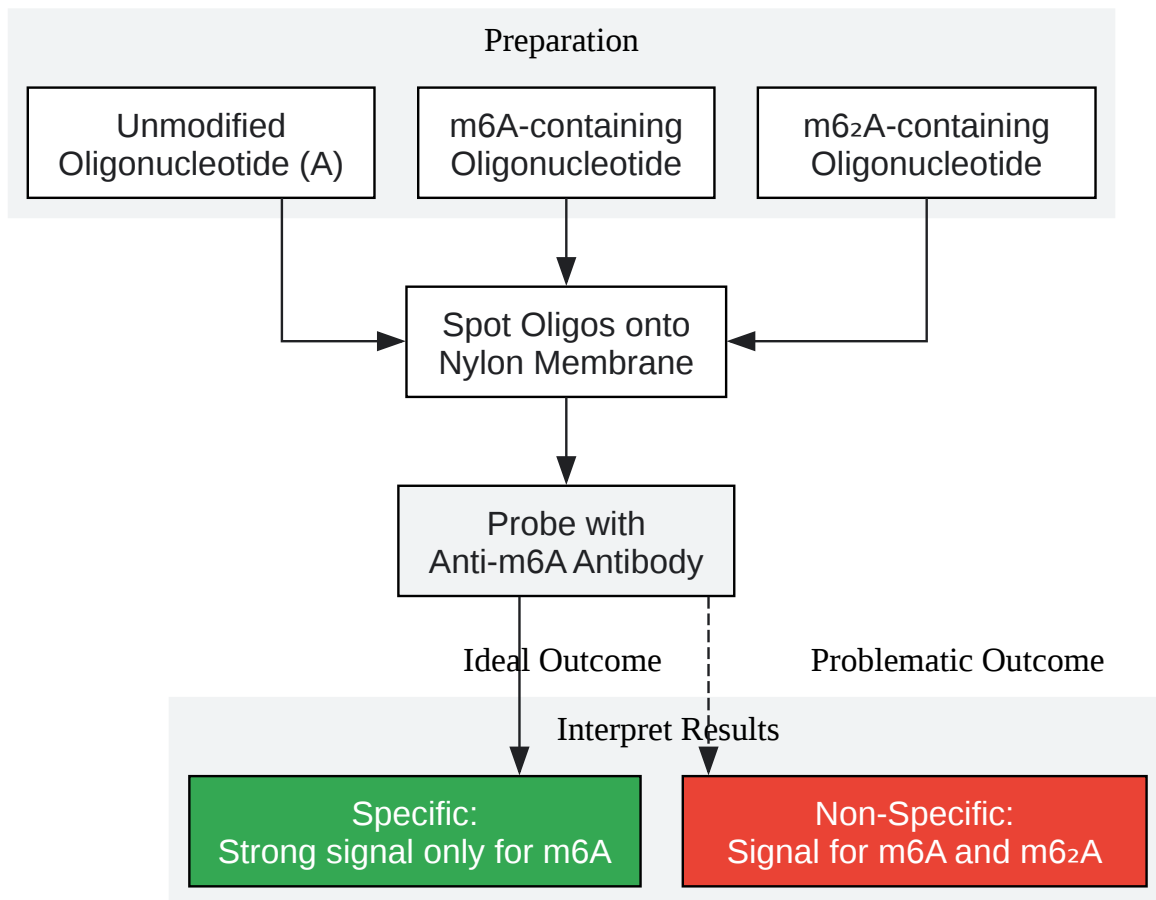 Preparation
Unmodified
Oligonucleotide (A)
m6A-containing
Oligonucleotide
m6₂A-containing
Oligonucleotide
Spot Oligos onto
Nylon Membrane
Probe with
Anti-m6A Antibody
Ideal Outcome
Problematic Outcome
Interpret Results
Specific:
Strong signal only for m6A
Non-Specific:
Signal for m6A and m6₂A